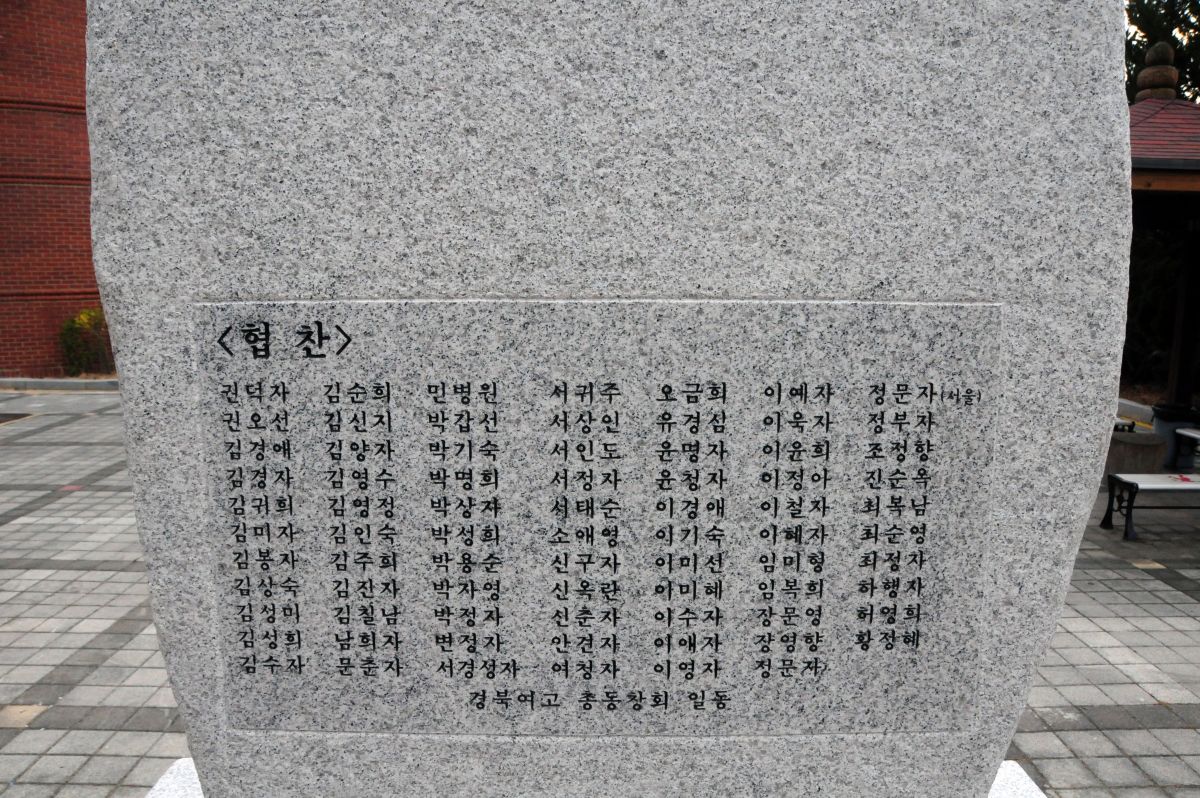 <협 찬>
권덕자 김순희 민병원 서귀주 오금희 이예자 정문자(서울)
권오선 김신지 박갑선 서상인 유경심 이욱자 정부자
김경애 김양자 박기숙 서인도 윤명자 이윤희 조정향
김경자 김영수 박명희 서정자 윤청자 이정아 진순옥
김귀희 김영정 박상자 서태순 이경애 이철자 최복남
김미자 김인숙 박성희 소애영 이기숙 이혜자 최순영
김봉자 김주희 박용순 신구자 이미선 임미형 최정자
김상숙 김진자 박자영 신옥란 이미혜 임복희 하행자
김성미 김칠남 박정자 신춘자 이수자 장문영 허영희
김성희 남희자 변정자 안견자 이애자 장영향 황정혜
김수자 문춘자 서경성자 여청자 이영자 정문자
경북여고 총동창회 일동